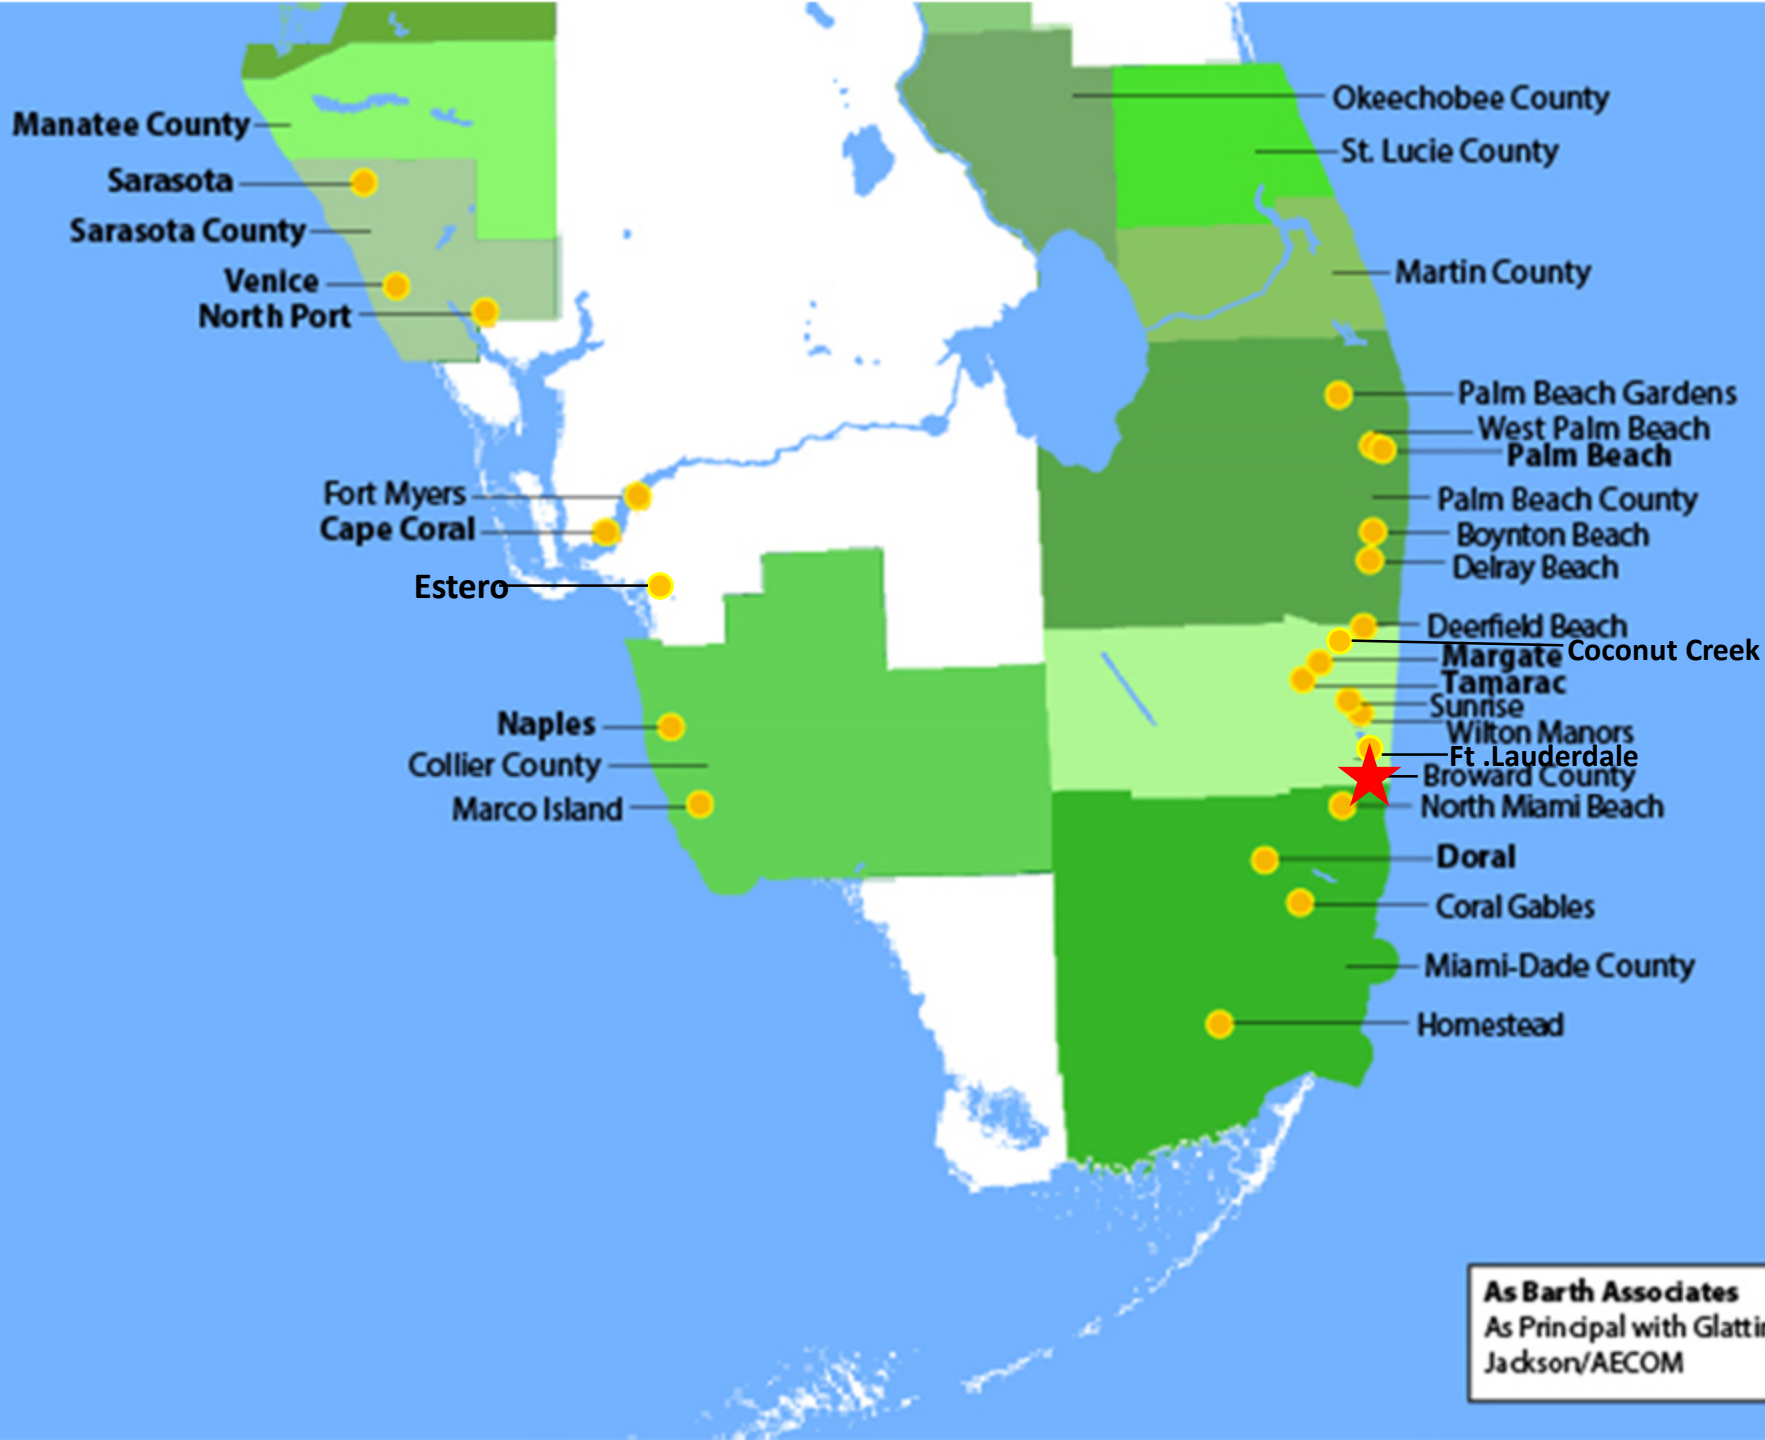 Manatee County
Sarasota
Sarasota County
Venice
North Port
Fort Myers
Cape Coral
Estero
Naples
Collier County
Marco Island
Okeechobee County
St. Lucie County
Martin County
Palm Beach Gardens
West Palm Beach
Palm Beach
Palm Beach County
Boynton Beach
Delray Beach
Deerfield Beach
Coconut Creek
Margate
Tamarac
Sunrise
Wilton Manors
Ft .Lauderdale
Broward County
North Miami Beach
Doral
Coral Gables
Miami-Dade County
Homestead
As Barth Associates
As Principal with
Jackson/AECOM